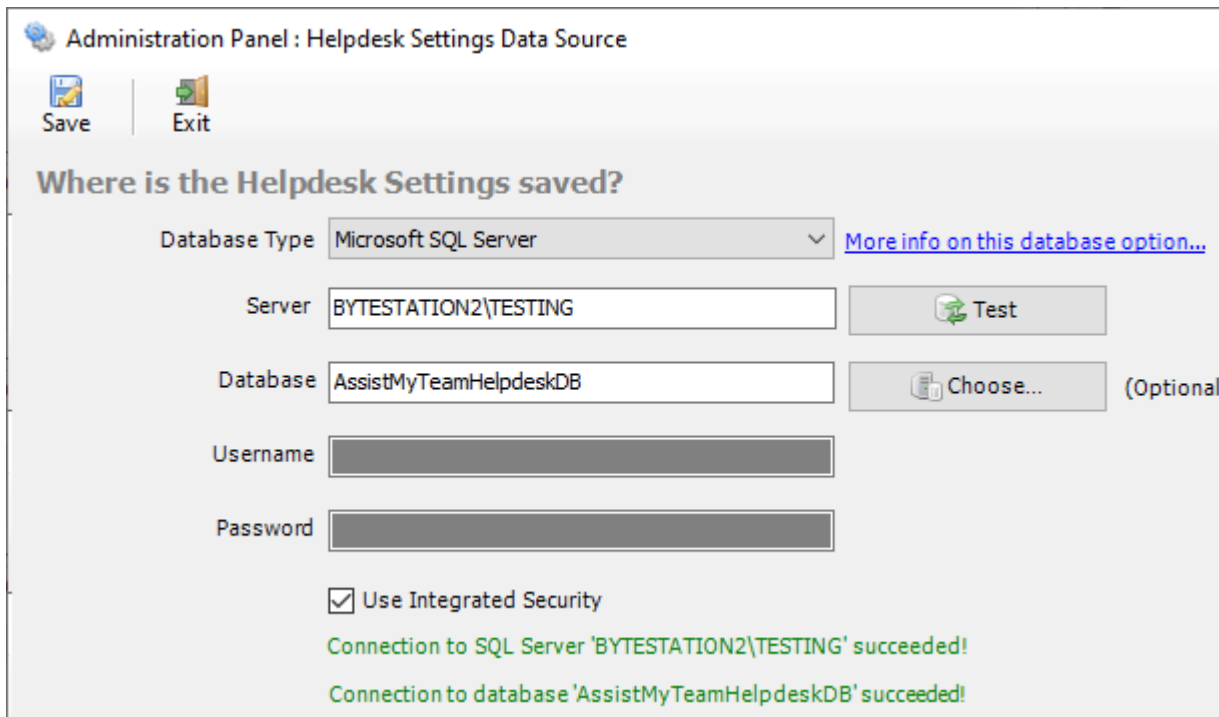 Administration Panel : Helpdesk Settings Data Source
Save Exit
Where is the Helpdesk Settings saved?
Database Type Microsoft SQL Server More info on this database option...
Server BYTESTATION2\TESTING Test
Database AssistMyTeamHelpdeskDB Choose... (Optional
Username
Password
Use Integrated Security
Connection to SQL Server 'BYTESTATION2\TESTING' succeeded!
Connection to database 'AssistMyTeamHelpdeskDB' succeeded!